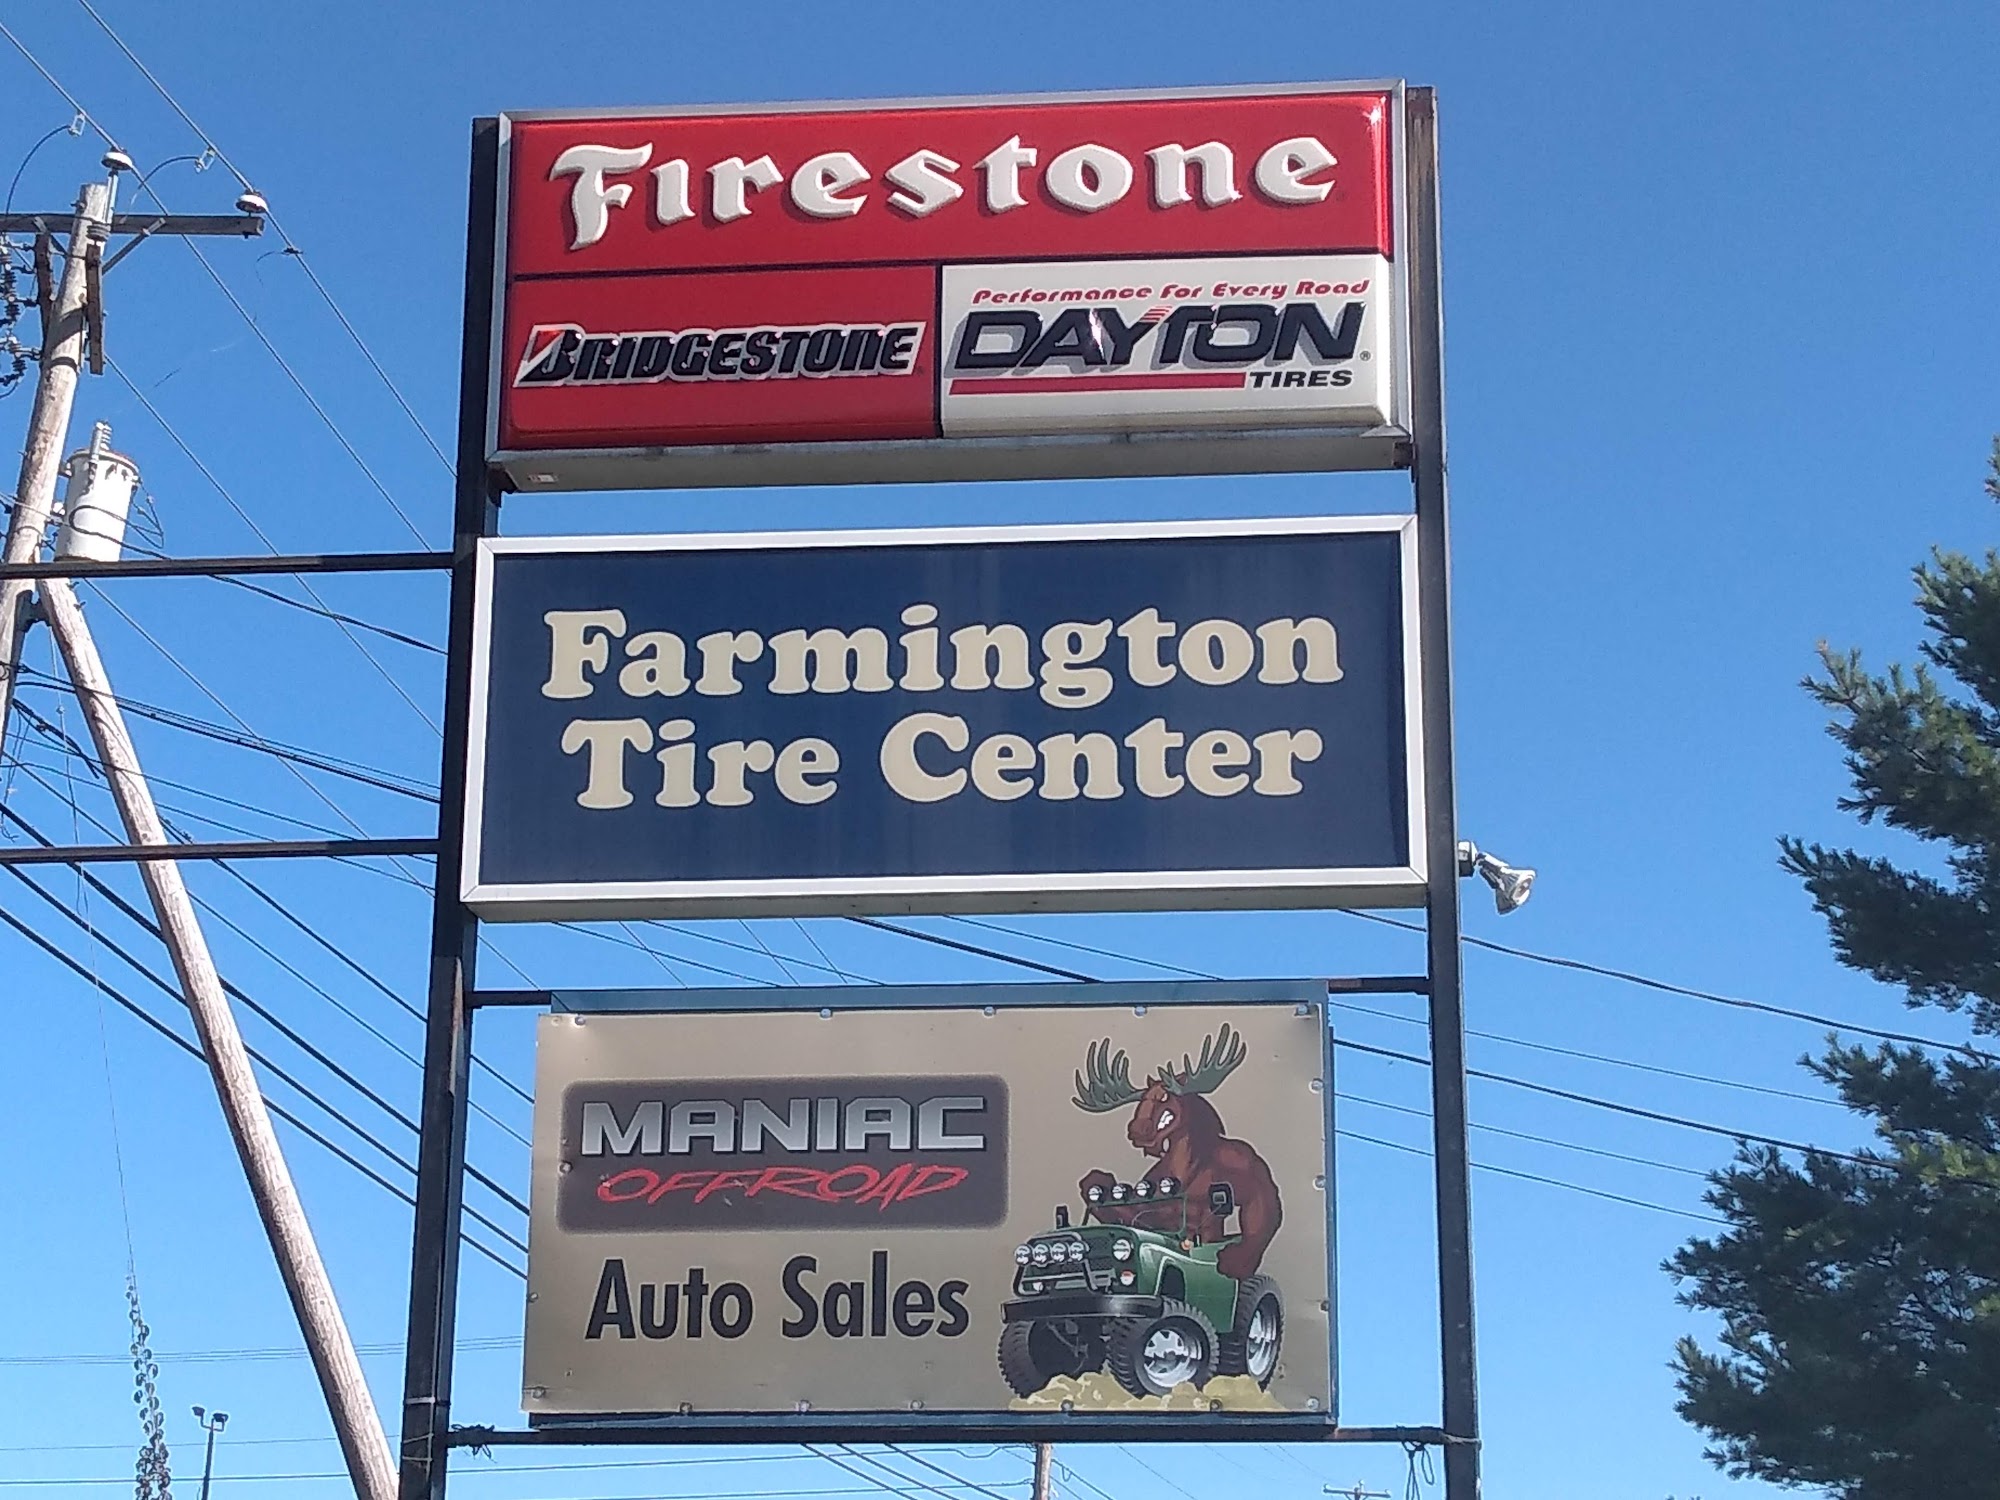 Firestone
BRIDGESTONE
Performance For Every Road
DAYTON®
TIRES
Farmington
Tire Center
MANIAC
OFFROAD
Auto Sales